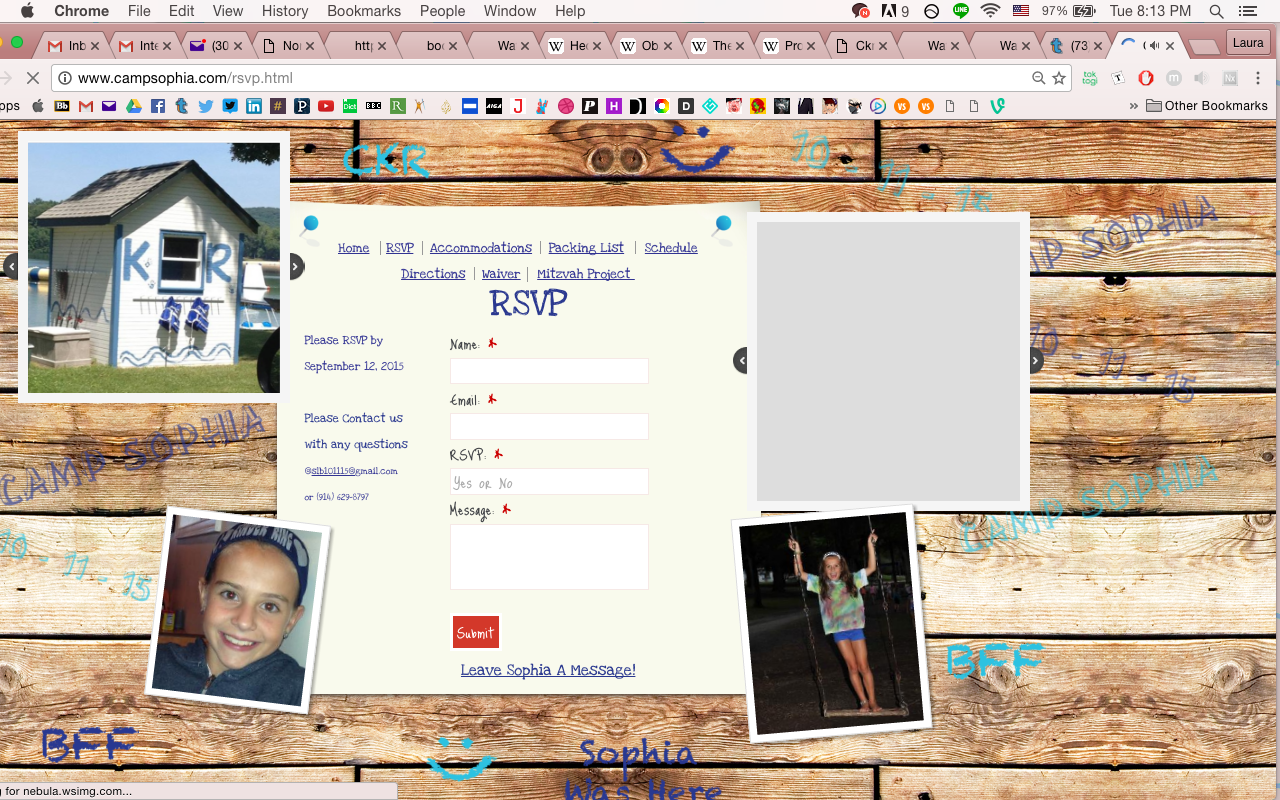 Chrome File Edit View History Bookmarks People Window Help
9 97% Tue 8:13 PM
Inb Inte (30 Nor http boo Wa Hea Ob The Pro Ckr Wa Wa (73) Laura
www.campsophia.com/rsvp.html
pps Other Bookmarks
CKR
10 - 11 - 15
CAMP SOPHIA
K R
Home | RSVP | Accommodations | Packing List | Schedule
Directions | Waiver | Mitzvah Project
RSVP
Please RSVP by
September 12, 2015
Please Contact us
with any questions
@slb101115@gmail.com
or (914) 629-8797
Name: *
Email: *
RSVP: *
Yes or No
Message: *
Submit
Leave Sophia A Message!
10 - 11 - 15
CAMP SOPHIA
CAMP SOPHIA
10 - 11 - 15
BFF
BFF
Sophia
Was Here
g for nebula.wsimg.com...